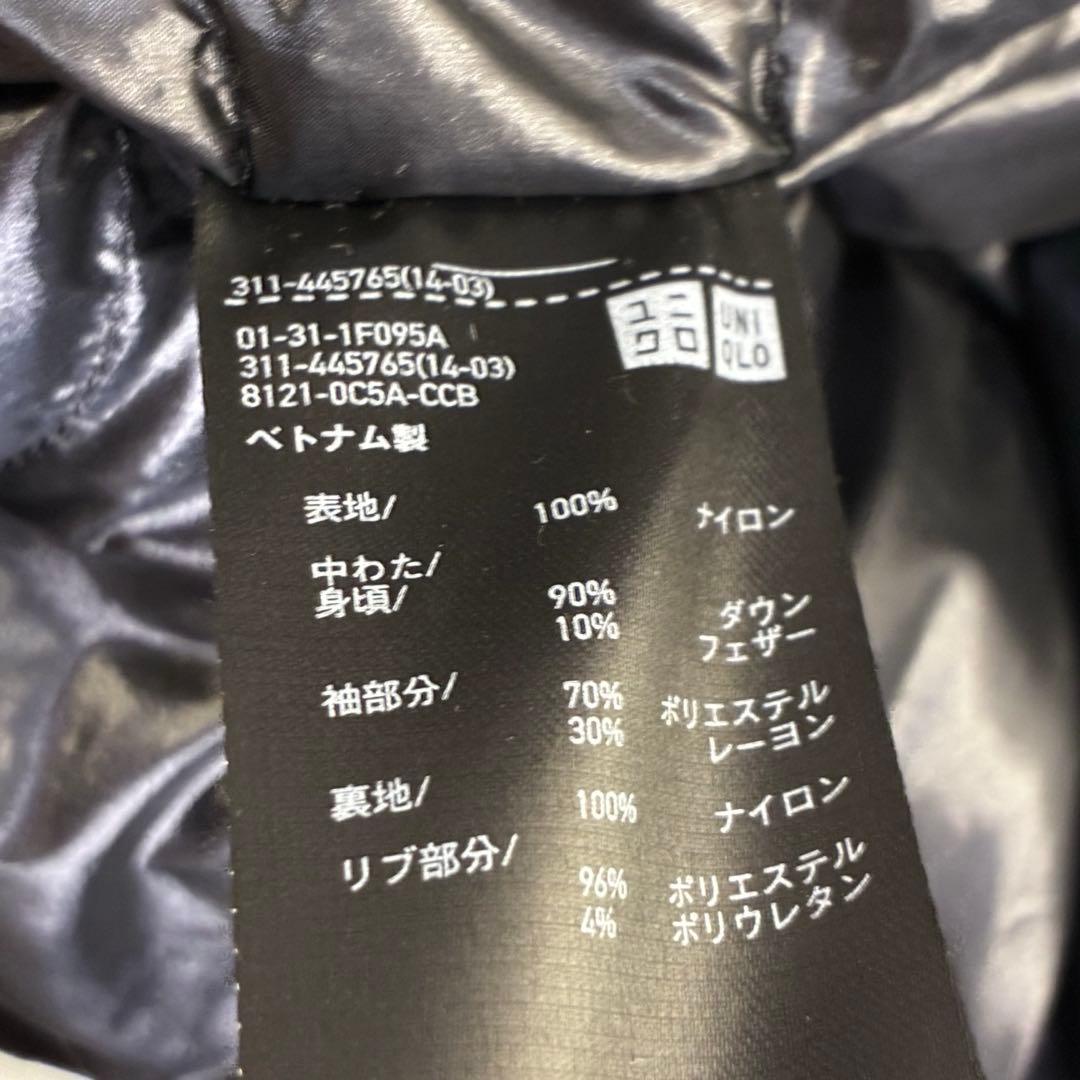 311-445765(14-03)
ユニ
クロ
UNI
QLO
01-31-1F095A
311-445765(14-03)
8121-0C5A-CCB
ベトナム製
表地/ 100% ナイロン
中わた/
身頃/ 90% ダウン
10% フェザー
袖部分/ 70% ポリエステル
30% レーヨン
裏地/ 100% ナイロン
リブ部分/
96% ポリエステル
4% ポリウレタン